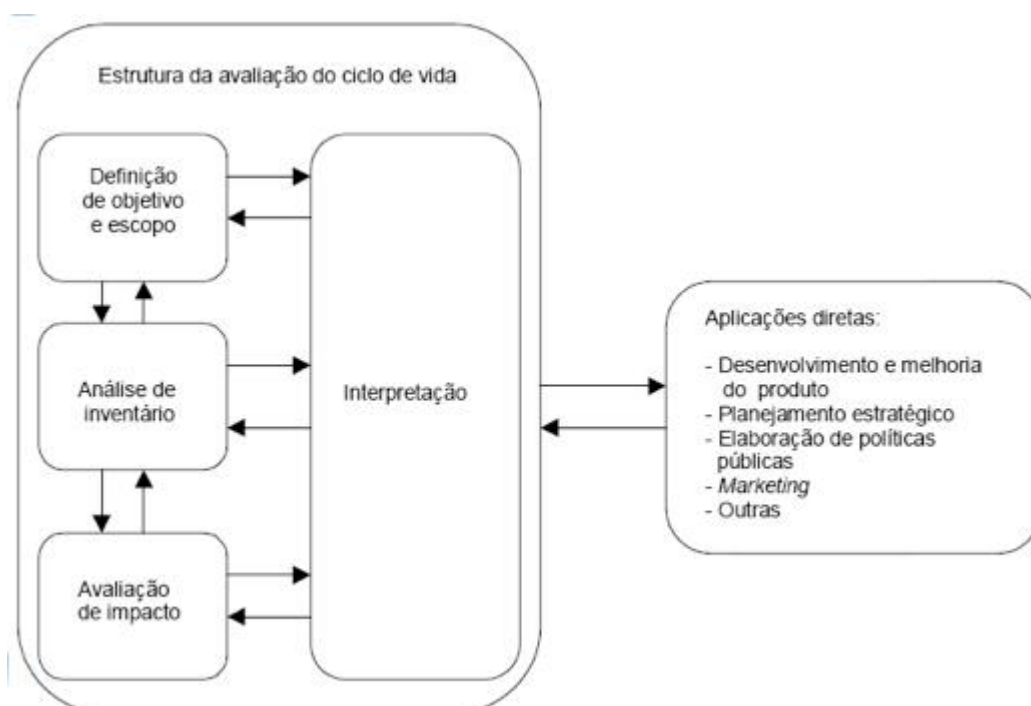 Estrutura da avaliação do ciclo de vida
Definição
de objetivo
e escopo
Análise de
inventário
Avaliação
de impacto
Interpretação
Aplicações diretas:
- Desenvolvimento e melhoria
do produto
- Planejamento estratégico
- Elaboração de políticas
públicas
- Marketing
- Outras